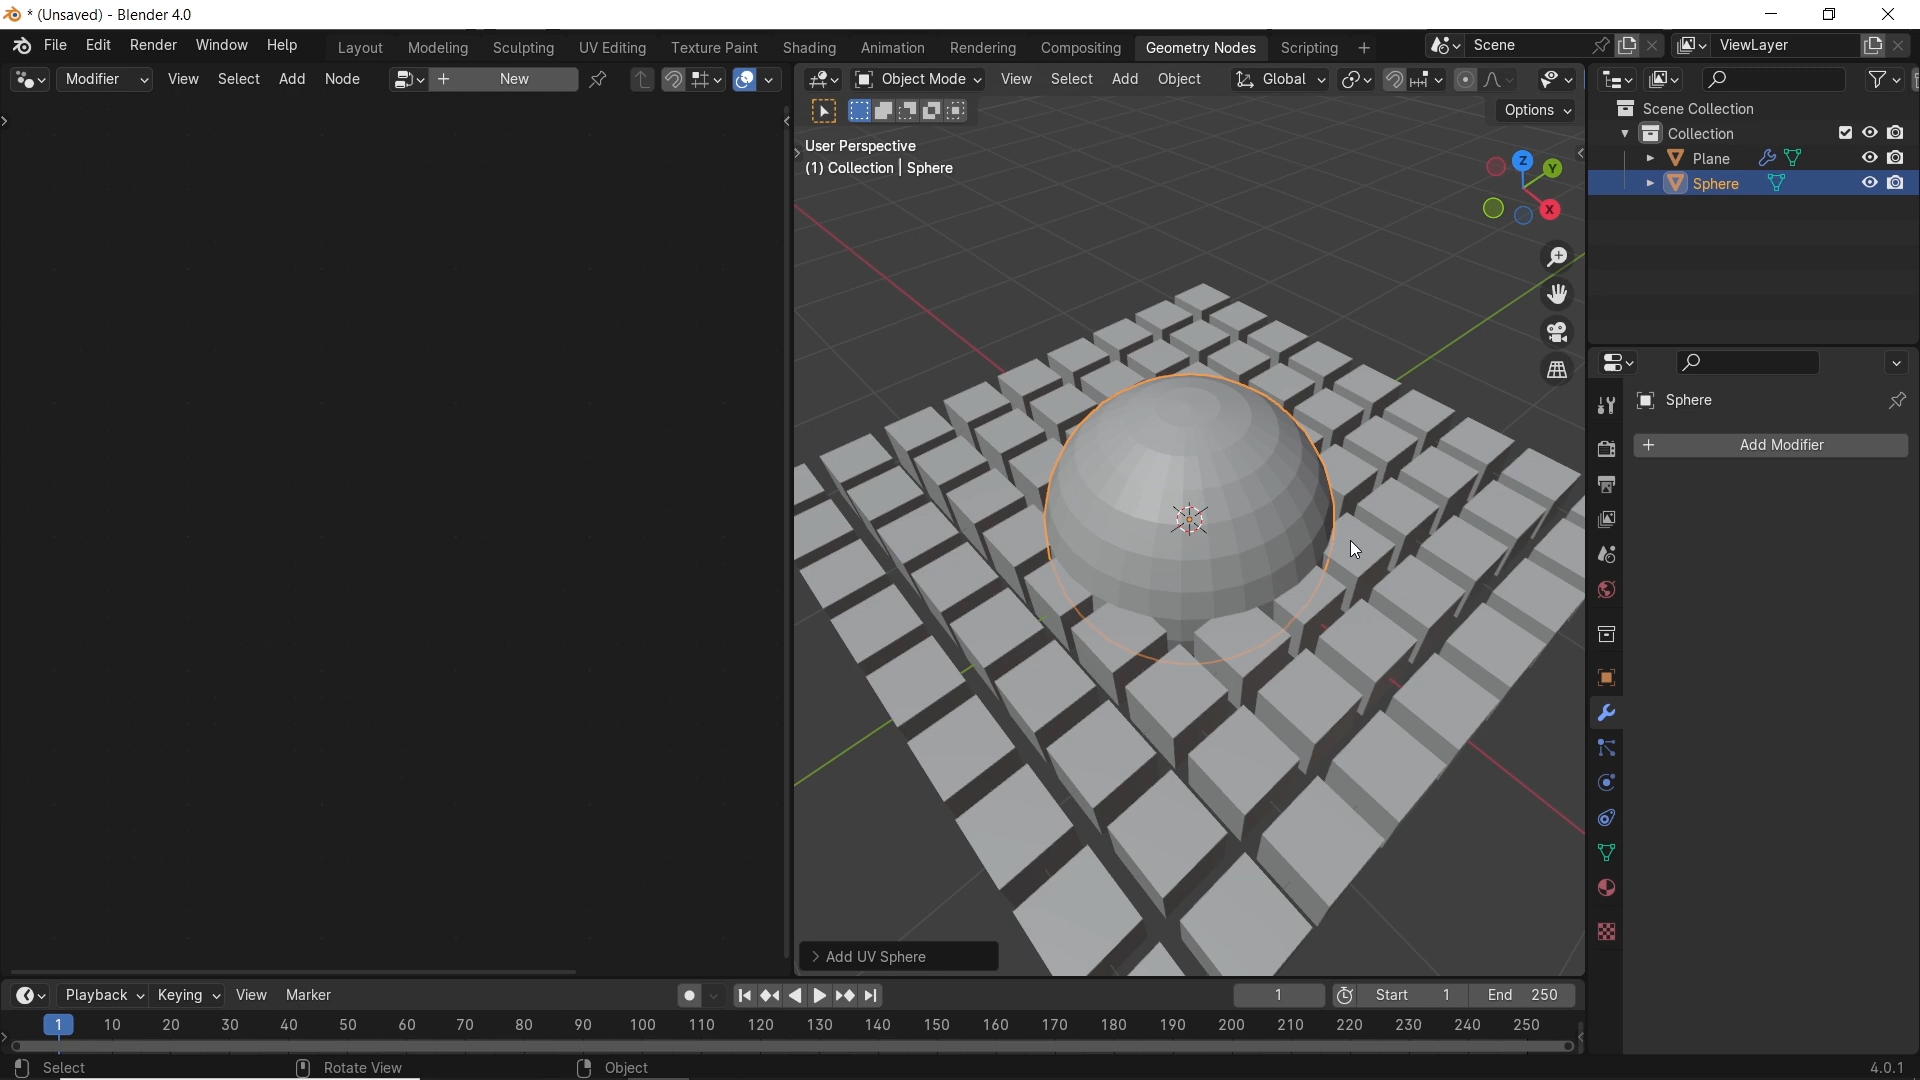 * (Unsaved) - Blender 4.0
File Edit Render Window Help
Layout Modeling Sculpting UV Editing Texture Paint Shading Animation Rendering Compositing Geometry Nodes Scripting +
Scene
ViewLayer
Modifier View Select Add Node
+ New
Object Mode View Select Add Object Global
Options
User Perspective
(1) Collection | Sphere
Z
Y
X
Scene Collection
Collection
Plane
Sphere
Sphere
+ Add Modifier
> Add UV Sphere
Playback Keying View Marker
1
Start 1 End 250
1 10 20 30 40 50 60 70 80 90 100 110 120 130 140 150 160 170 180 190 200 210 220 230 240 250
Select Rotate View Object
4.0.1